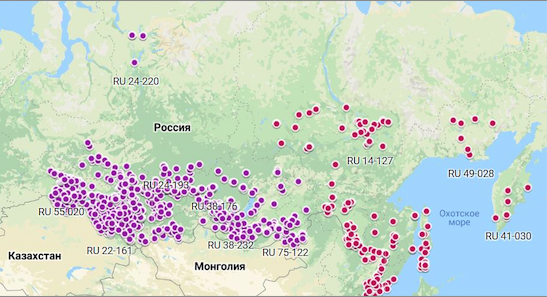 RU 24-220
Россия
RU 14-127
RU 49-028
RU 24-193
RU 38-176
RU 55-020
Охотское
море
RU 41-030
RU 22-161
RU 38-232
RU 75-122
Казахстан
Монголия